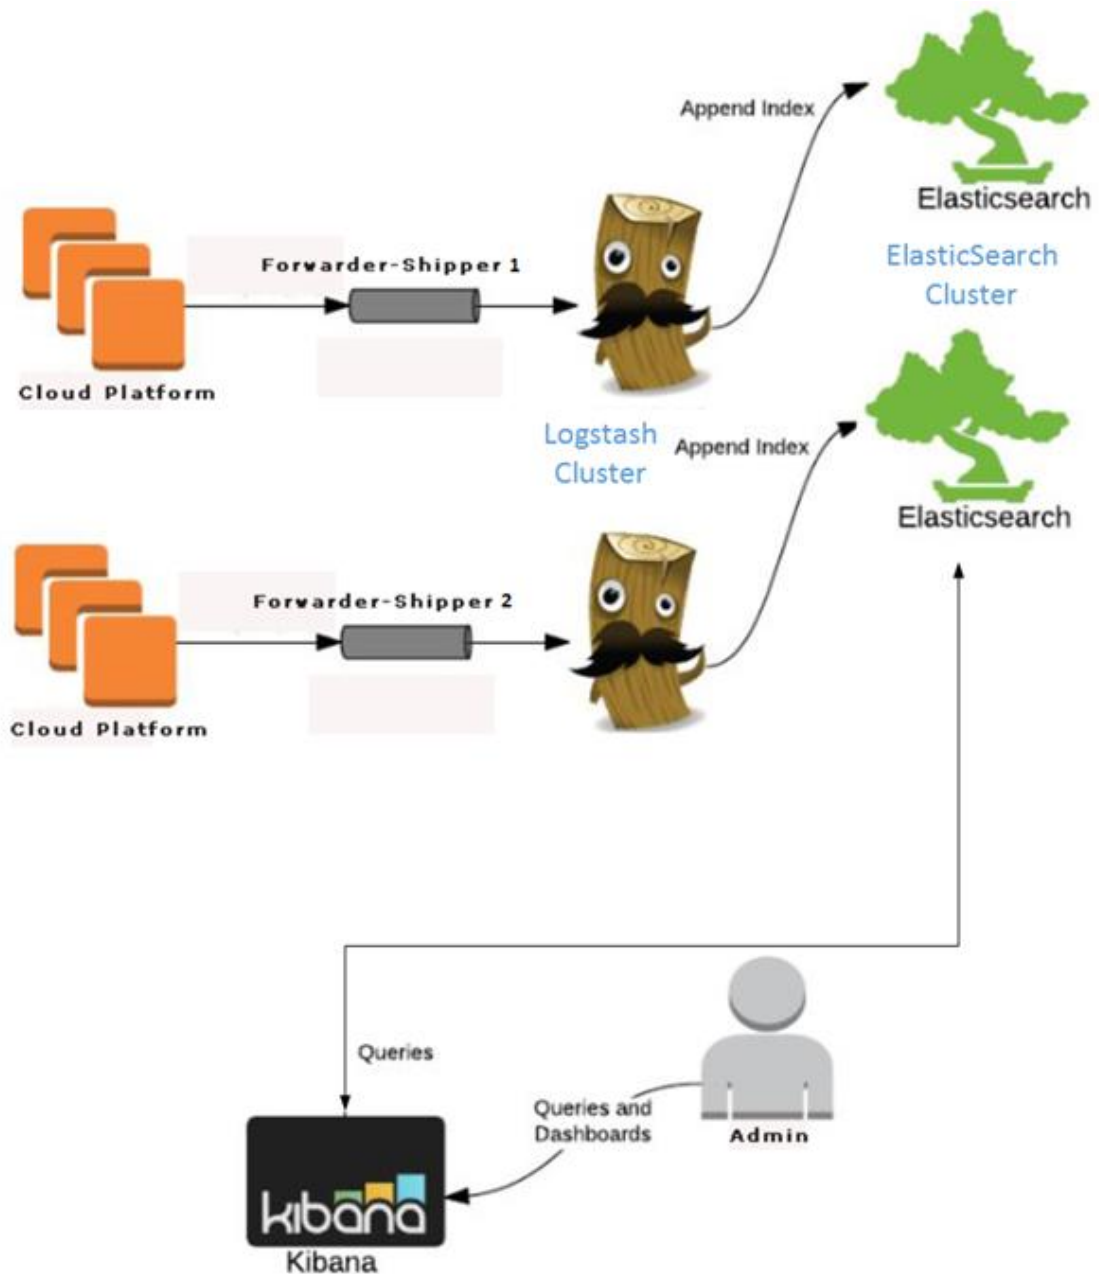 Append Index
Elasticsearch
ElasticSearch
Cluster
Forwarder-Shipper 1
Cloud Platform
Logstash
Cluster
Append Index
Elasticsearch
Forwarder-Shipper 2
Cloud Platform
Queries
Queries and
Dashboards
Admin
kibana
Kibana